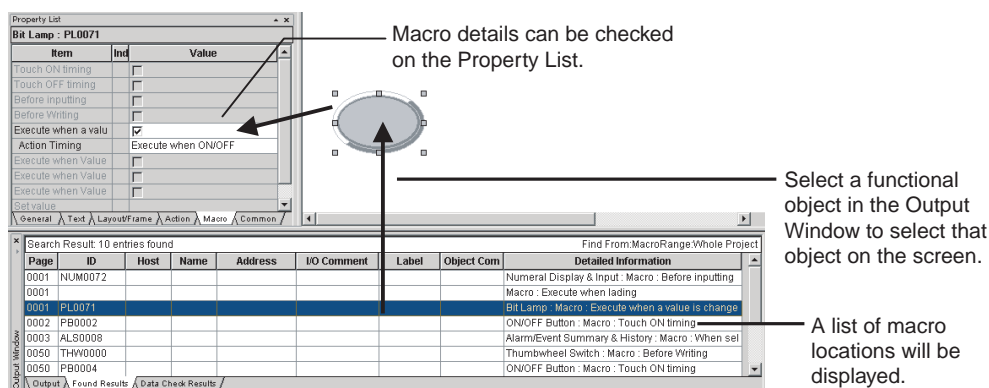 Property List
Bit Lamp : PL0071
Item Ind Value
Touch ON timing
Touch OFF timing
Before inputting
Before Writing
Execute when a valu
Action Timing Execute when ON/OFF
Execute when Value
Execute when Value
Execute when Value
Set value
General Text Layout/Frame Action Macro Common
Macro details can be checked
on the Property List.
Select a functional
object in the Output
Window to select that
object on the screen.
Search Result: 10 entries found Find From:MacroRange:Whole Project
Page ID Host Name Address I/O Comment Label Object Com Detailed Information
0001 NUM0072 Numeral Display & Input : Macro : Before inputting
0001 Macro : Execute when lading
0001 PL0071 Bit Lamp : Macro : Execute when a value is change
0002 PB0002 ON/OFF Button : Macro : Touch ON timing
0003 ALS0008 Alarm/Event Summary & History : Macro : When sel
0050 THW0000 Thumbwheel Switch : Macro : Before Writing
0050 PB0004 ON/OFF Button : Macro : Touch ON timing
Output Window
Output Found Results Data Check Results
A list of macro
locations will be
displayed.